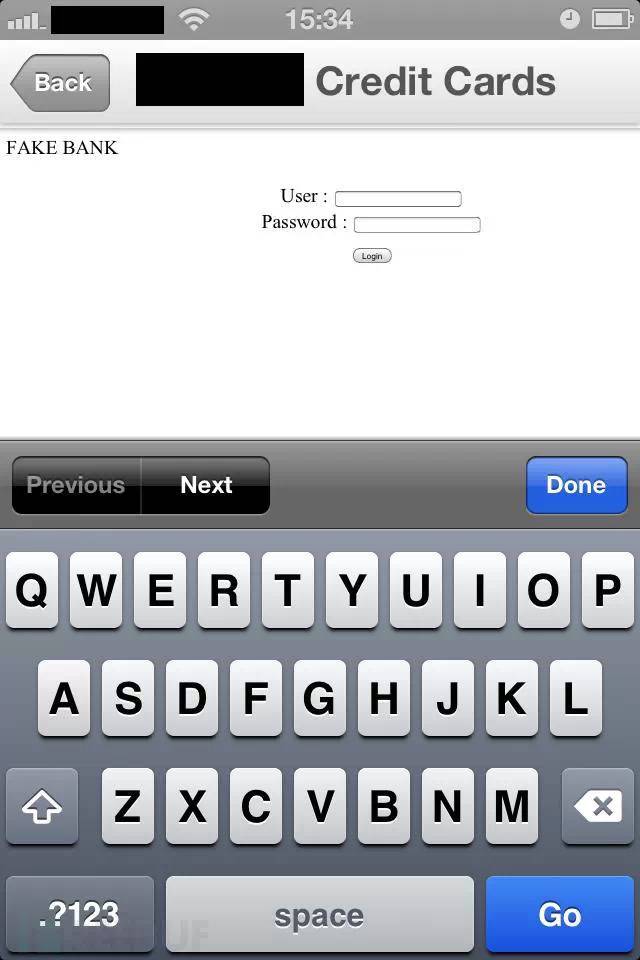 15:34
Back Credit Cards
FAKE BANK
User :
Password :
Login
Previous Next Done
Q W E R T Y U I O P
A S D F G H J K L
Z X C V B N M
.?123 space Go